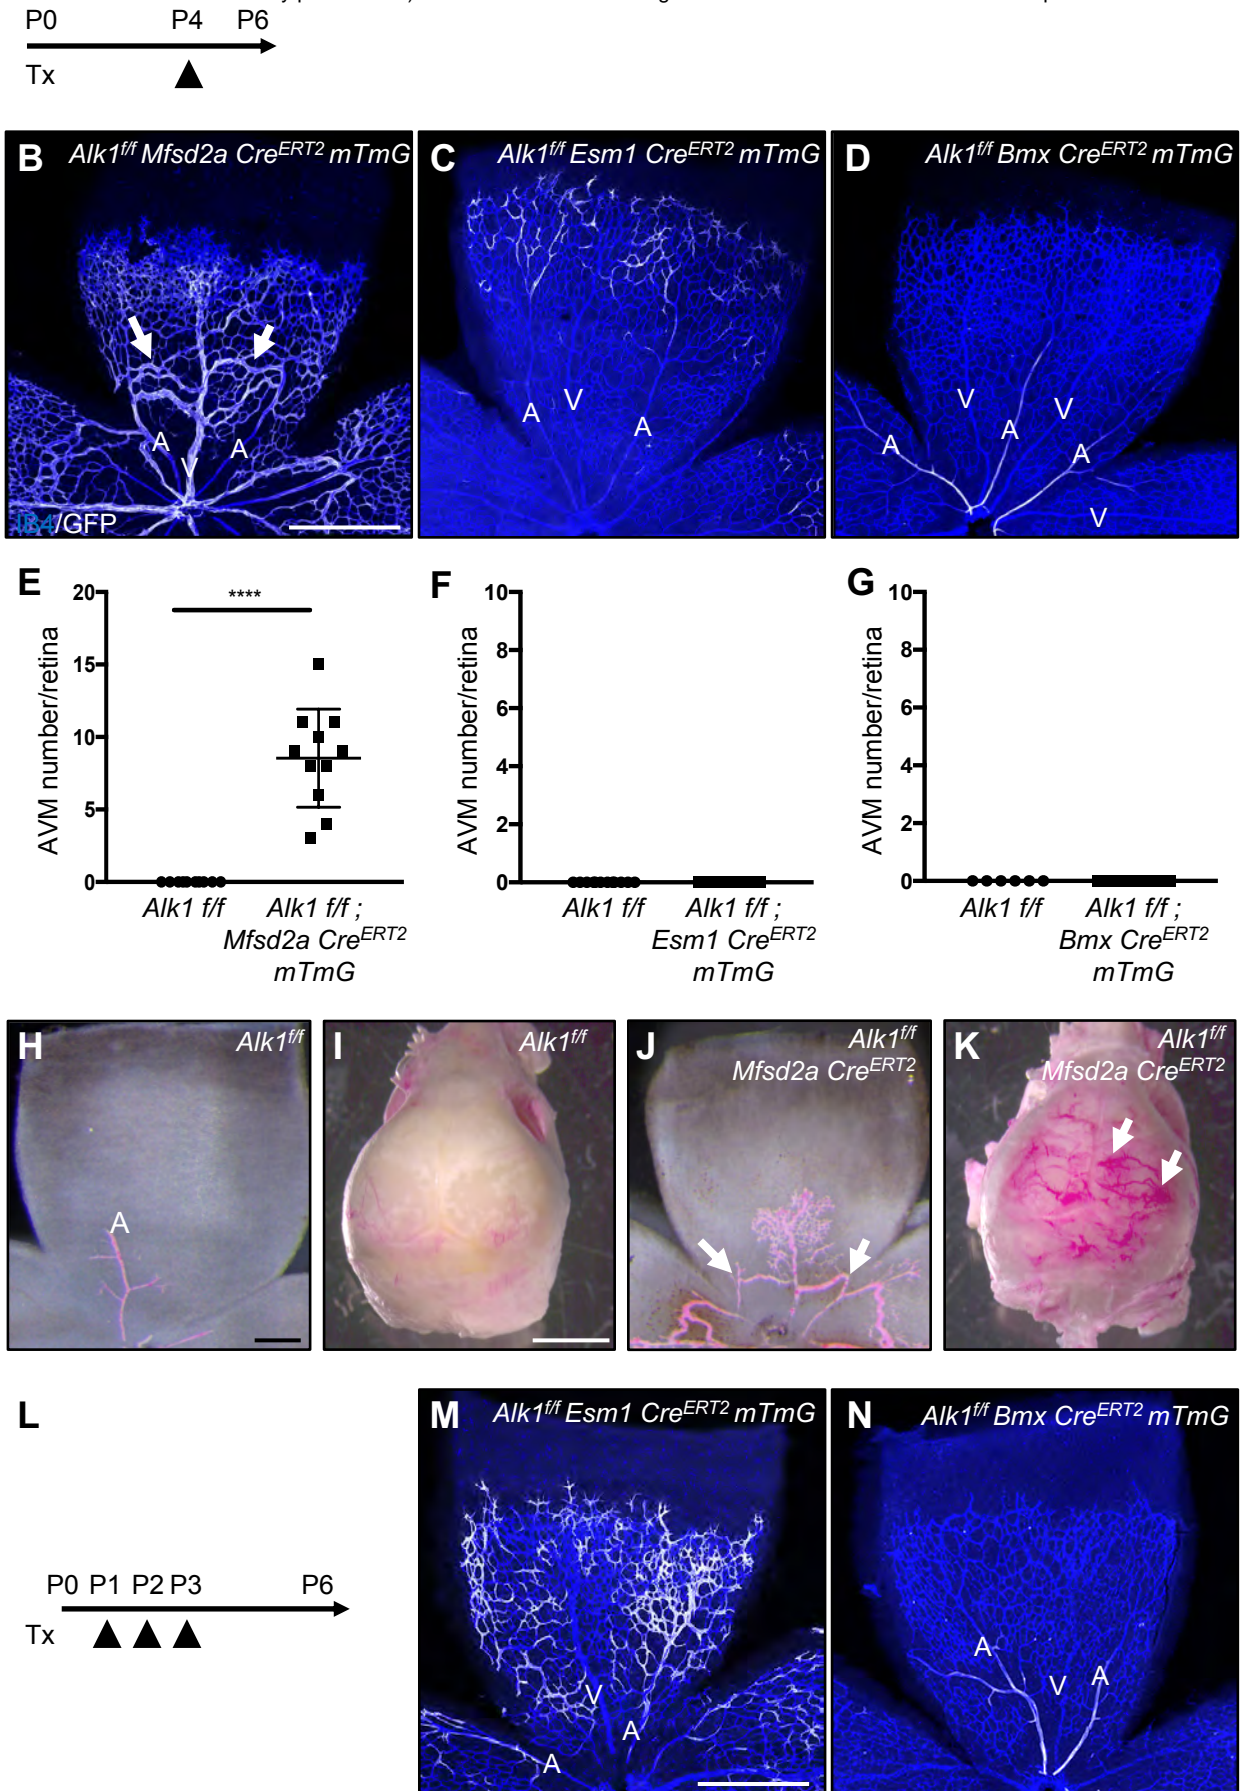 P0 P4 P6
Tx
B Alk1f/f Mfsd2a CreERT2 mTmG
A
V
A
IB4/GFP
C Alk1f/f Esm1 CreERT2 mTmG
A
V
A
D Alk1f/f Bmx CreERT2 mTmG
V
V
A
A
A
V
E
AVM number/retina
20
15
10
5
0
****
Alk1 f/f
Alk1 f/f ;
Mfsd2a CreERT2
mTmG
F
AVM number/retina
10
8
6
4
2
0
Alk1 f/f
Alk1 f/f ;
Esm1 CreERT2
mTmG
G
AVM number/retina
10
8
6
4
2
0
Alk1 f/f
Alk1 f/f ;
Bmx CreERT2
mTmG
H Alk1f/f
A
I Alk1f/f
J Alk1f/f
Mfsd2a CreERT2
K Alk1f/f
Mfsd2a CreERT2
L
P0 P1 P2 P3 P6
Tx
M Alk1f/f Esm1 CreERT2 mTmG
V
A
A
N Alk1f/f Bmx CreERT2 mTmG
A
V
A